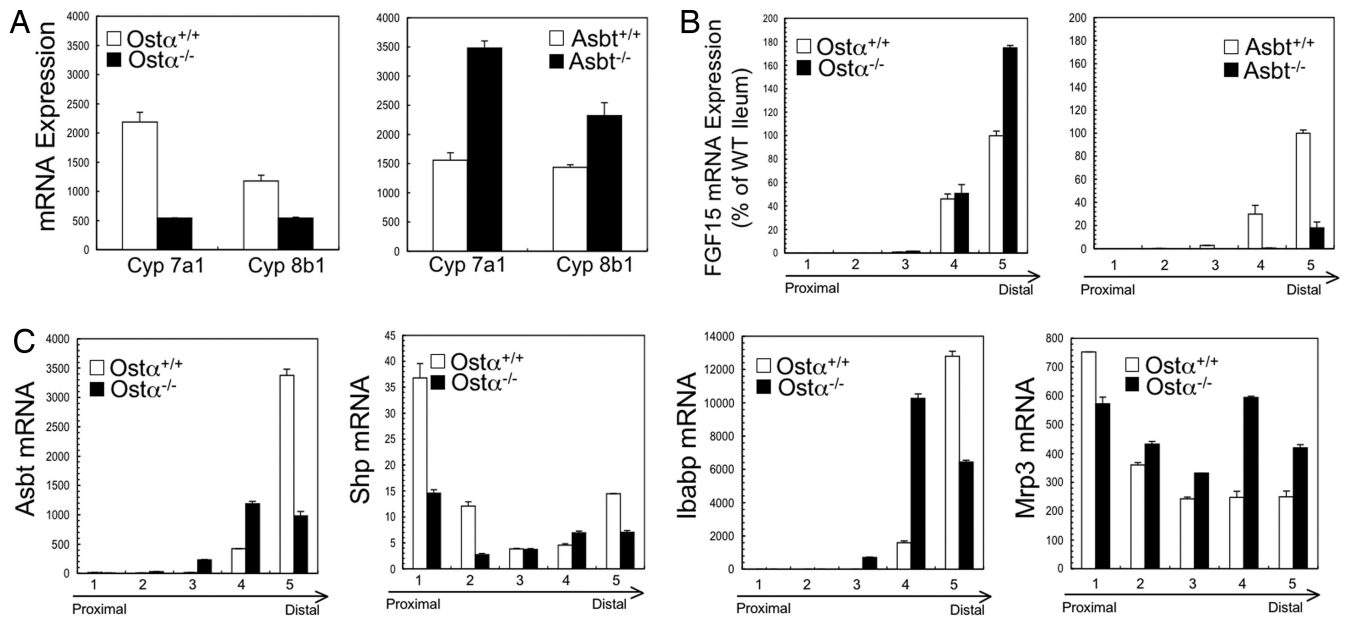 A
mRNA Expression
4000
3500
3000
2500
2000
1500
1000
500
0
Ostα+/+
Ostα-/-
Cyp 7a1 Cyp 8b1
4000
3500
3000
2500
2000
1500
1000
500
0
Asbt+/+
Asbt-/-
Cyp 7a1 Cyp 8b1
B
FGF15 mRNA Expression
(% of WT Ileum)
200
180
160
140
120
100
80
60
40
20
0
Ostα+/+
Ostα-/-
1 2 3 4 5
Proximal Distal
200
180
160
140
120
100
80
60
40
20
0
Asbt+/+
Asbt-/-
1 2 3 4 5
Proximal Distal
C
Asbt mRNA
4000
3500
3000
2500
2000
1500
1000
500
0
Ostα+/+
Ostα-/-
1 2 3 4 5
Proximal Distal
Shp mRNA
45
40
35
30
25
20
15
10
5
0
Ostα+/+
Ostα-/-
1 2 3 4 5
Proximal Distal
Ibabp mRNA
14000
12000
10000
8000
6000
4000
2000
0
Ostα+/+
Ostα-/-
1 2 3 4 5
Proximal Distal
Mrp3 mRNA
800
700
600
500
400
300
200
100
0
Ostα+/+
Ostα-/-
1 2 3 4 5
Proximal Distal